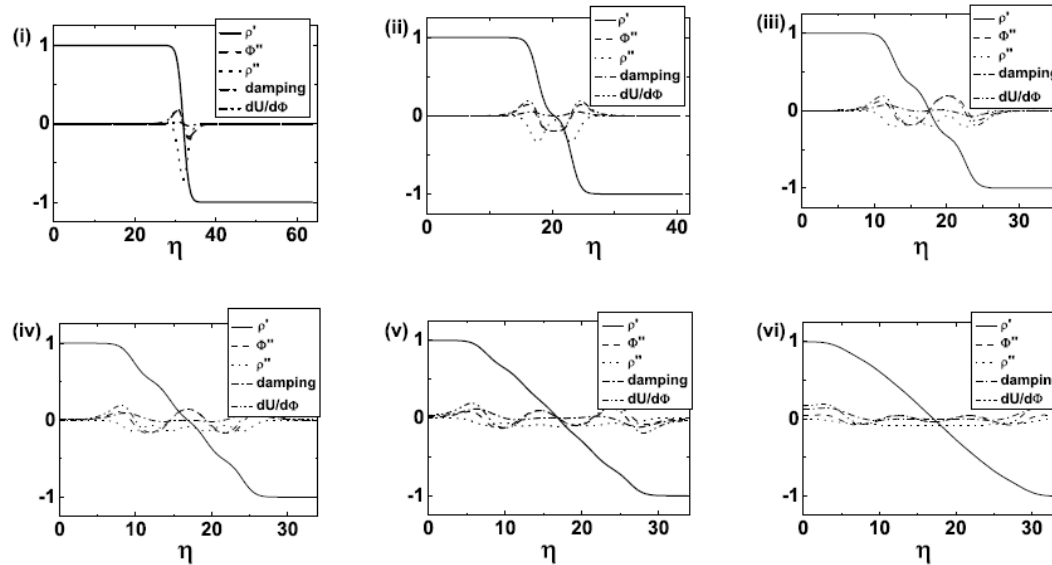 (i)
ρ'
Φ"
ρ"
damping
dU/dΦ
1
0
-1
0 20 40 60
η
(ii)
ρ'
Φ"
ρ"
damping
dU/dΦ
1
0
-1
0 20 40
η
(iii)
ρ'
Φ"
ρ"
damping
dU/dΦ
1
0
-1
0 10 20 30
η
(iv)
ρ'
Φ"
ρ"
damping
dU/dΦ
1
0
-1
0 10 20 30
η
(v)
ρ'
Φ"
ρ"
damping
dU/dΦ
1
0
-1
0 10 20 30
η
(vi)
ρ'
Φ"
ρ"
damping
dU/dΦ
1
0
-1
0 10 20 30
η